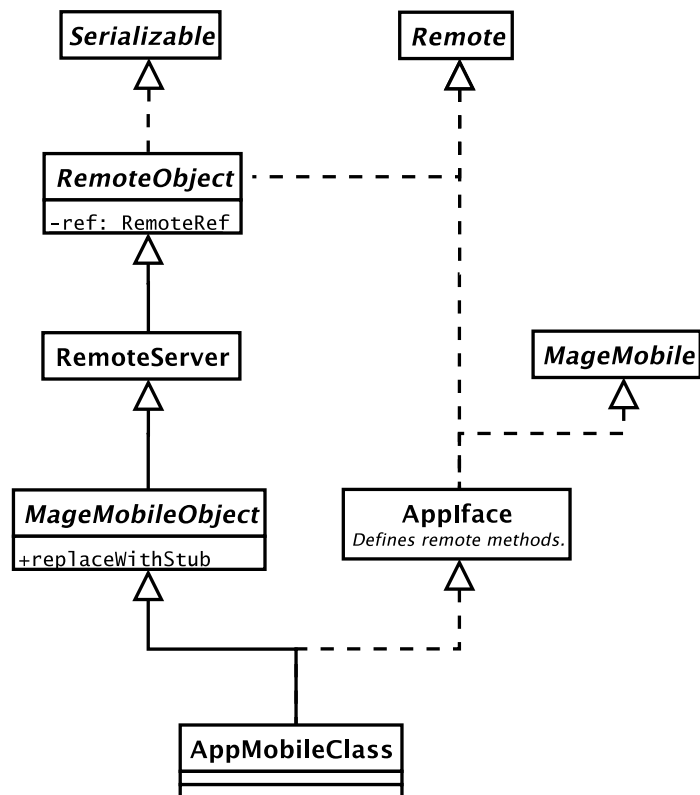 Serializable
Remote
RemoteObject
-ref: RemoteRef
RemoteServer
MageMobile
MageMobileObject
+replaceWithStub
AppIface
Defines remote methods.
AppMobileClass